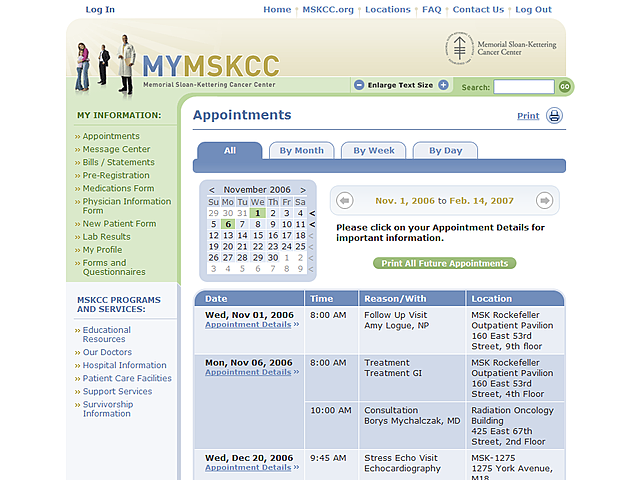 Log In
Home | MSKCC.org | Locations | FAQ | Contact Us | Log Out
MYMSKCC
Memorial Sloan-Kettering Cancer Center
Memorial Sloan-Kettering
Cancer Center
Enlarge Text Size
Search:
GO
MY INFORMATION:
›› Appointments
›› Message Center
›› Bills / Statements
›› Pre-Registration
›› Medications Form
›› Physician Information
Form
›› New Patient Form
›› Lab Results
›› My Profile
›› Forms and
Questionnaires
MSKCC PROGRAMS
AND SERVICES:
›› Educational
Resources
›› Our Doctors
›› Hospital Information
›› Patient Care Facilities
›› Support Services
›› Survivorship
Information
Appointments
Print
All
By Month
By Week
By Day
< November 2006 >
Su Mo Tu We Th Fr Sa
29 30 31 1 2 3 4 <
5 6 7 8 9 10 11 <
12 13 14 15 16 17 18 <
19 20 21 22 23 24 25 <
26 27 28 29 30 1 2 <
3 4 5 6 7 8 9 <
Nov. 1, 2006 to Feb. 14, 2007
Please click on your Appointment Details for
important information.
Print All Future Appointments
Date Time Reason/With Location
Wed, Nov 01, 2006
Appointment Details ››
8:00 AM
Follow Up Visit
Amy Logue, NP
MSK Rockefeller
Outpatient Pavilion
160 East 53rd
Street, 9th floor
Mon, Nov 06, 2006
Appointment Details ››
8:00 AM
Treatment
Treatment GI
MSK Rockefeller
Outpatient Pavilion
160 East 53rd
Street, 4th Floor
10:00 AM
Consultation
Borys Mychalczak, MD
Radiation Oncology
Building
425 East 67th
Street, 2nd Floor
Wed, Dec 20, 2006
Appointment Details ››
9:45 AM
Stress Echo Visit
Echocardiography
MSK-1275
1275 York Avenue,
M18